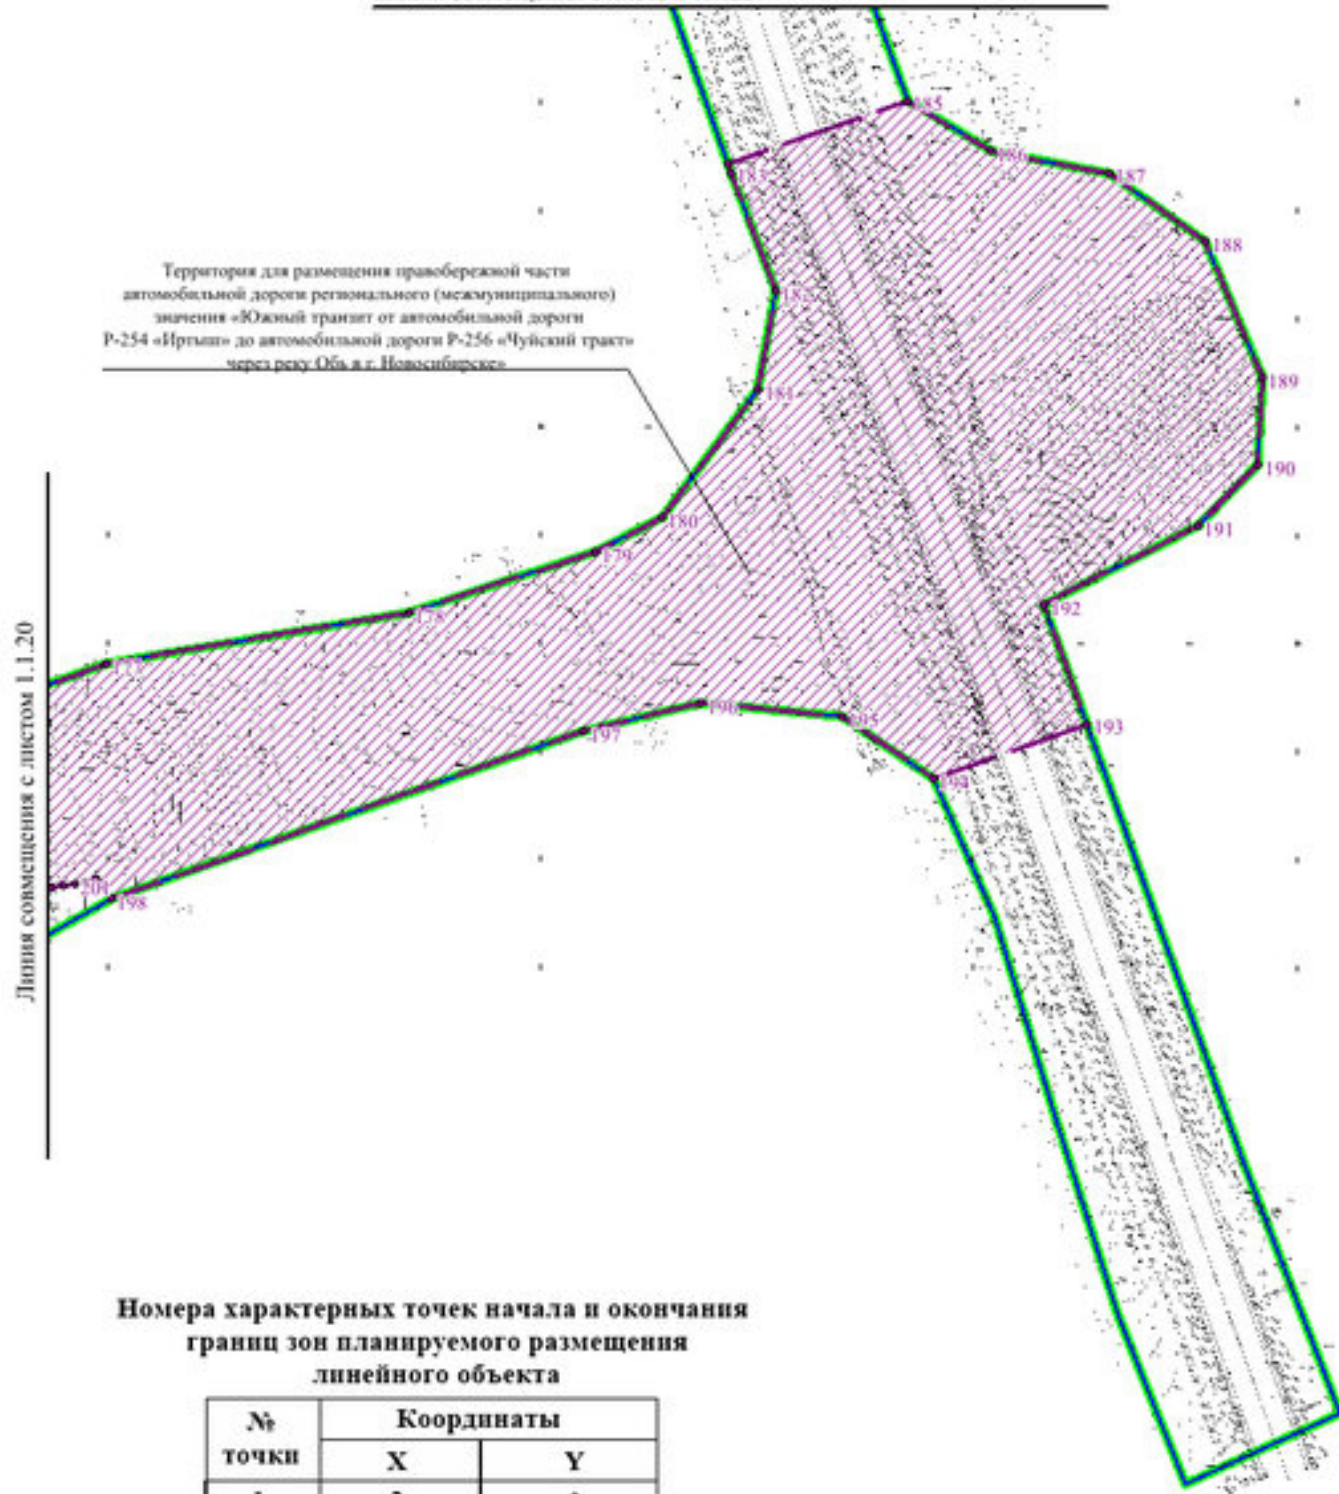 185
186
183
187
188
Территория для размещения правобережной части
автомобильной дороги регионального (межмуниципального)
значения «Южный транзит от автомобильной дороги
Р-254 «Иртыш» до автомобильной дороги Р-256 «Чуйский тракт»
через реку Обь в г. Новосибирске»
182
181
189
190
180
191
179
192
178
177
Линия совмещения с листом 1.1.20
196
195
193
197
194
201
198
Номера характерных точек начала и окончания
границ зон планируемого размещения
линейного объекта
№ точки
Координаты
X
Y